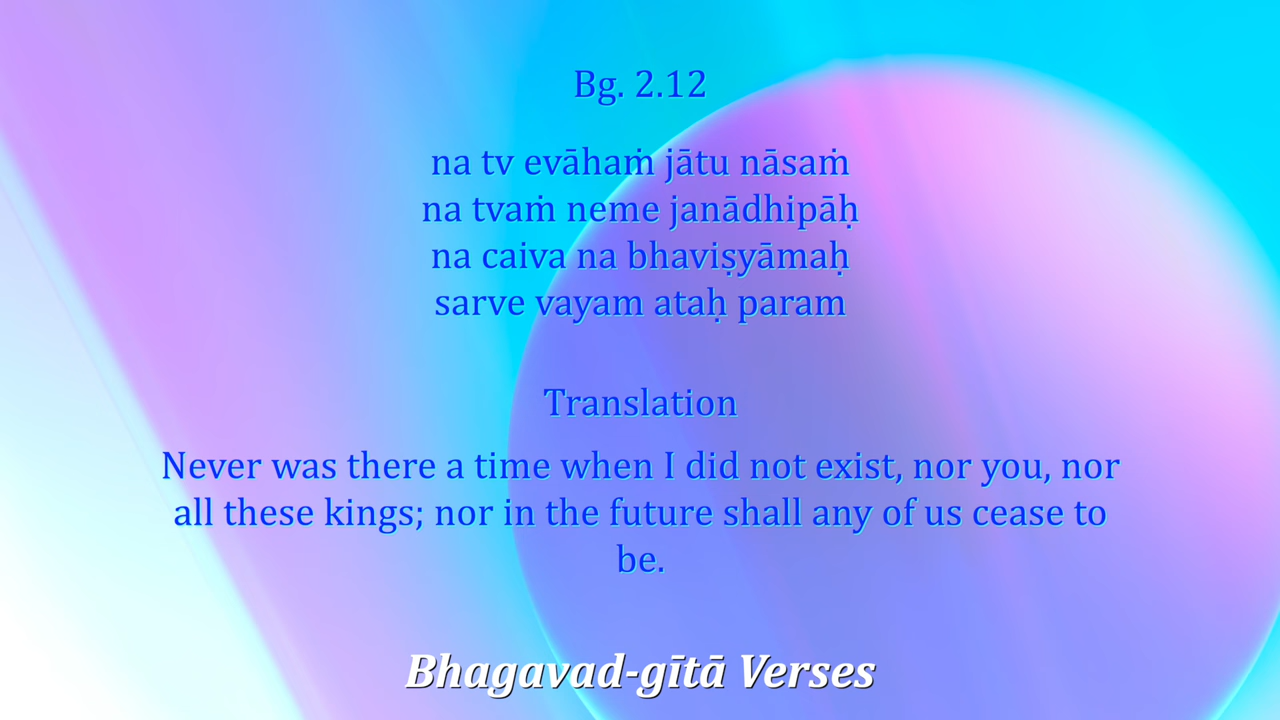 Bg. 2.12
na tv evāhaṁ jātu nāsaṁ
na tvaṁ neme janādhipāḥ
na caiva na bhaviṣyāmaḥ
sarve vayam ataḥ param
Translation
Never was there a time when I did not exist, nor you, nor
all these kings; nor in the future shall any of us cease to
be.
Bhagavad-gītā Verses